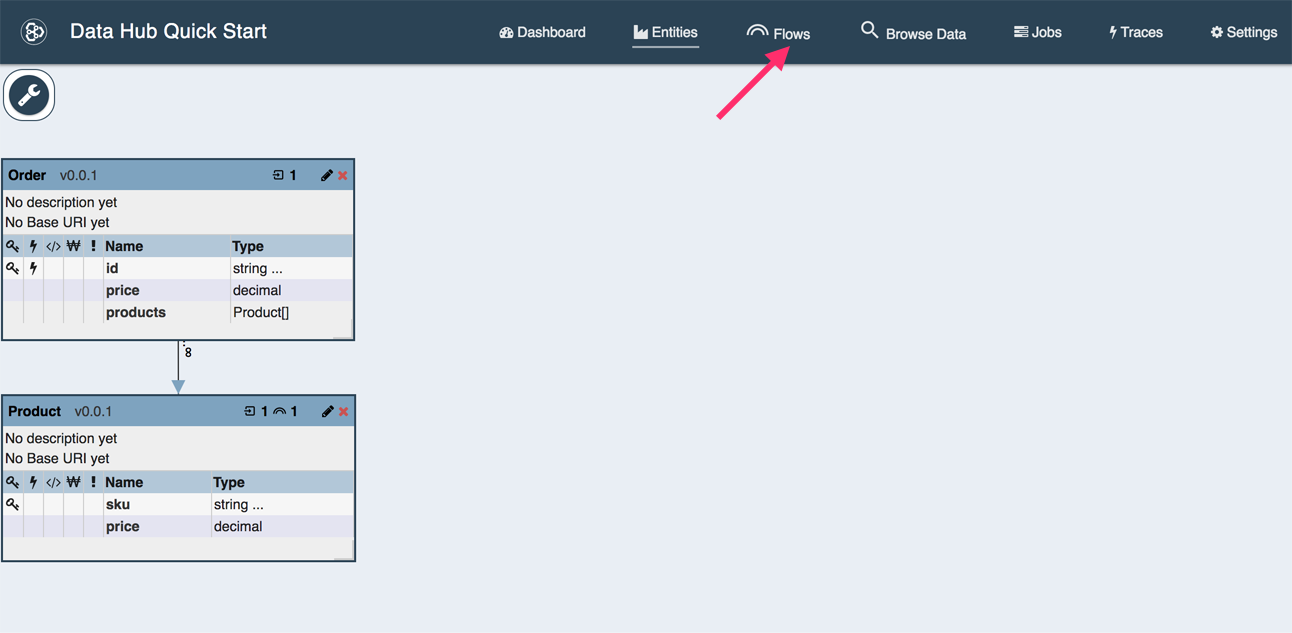 Data Hub Quick Start Dashboard Entities Flows Browse Data Jobs Traces Settings
Order v0.0.1 1
No description yet
No Base URI yet
</> ₩ ! Name Type
id string ...
price decimal
products Product[]
8
Product v0.0.1 1 1
No description yet
No Base URI yet
</> ₩ ! Name Type
sku string ...
price decimal